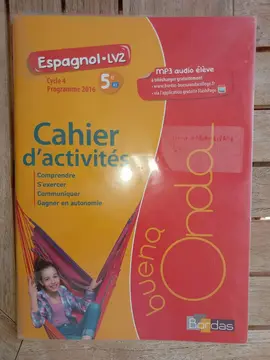 Espagnol • LV2
Cycle 4
Programme 2016
5e
MP3 audio élève
Cahier
d'activités
Comprendre
S'exercer
Communiquer
Gagner en autonomie
buena
Onda
Bordas